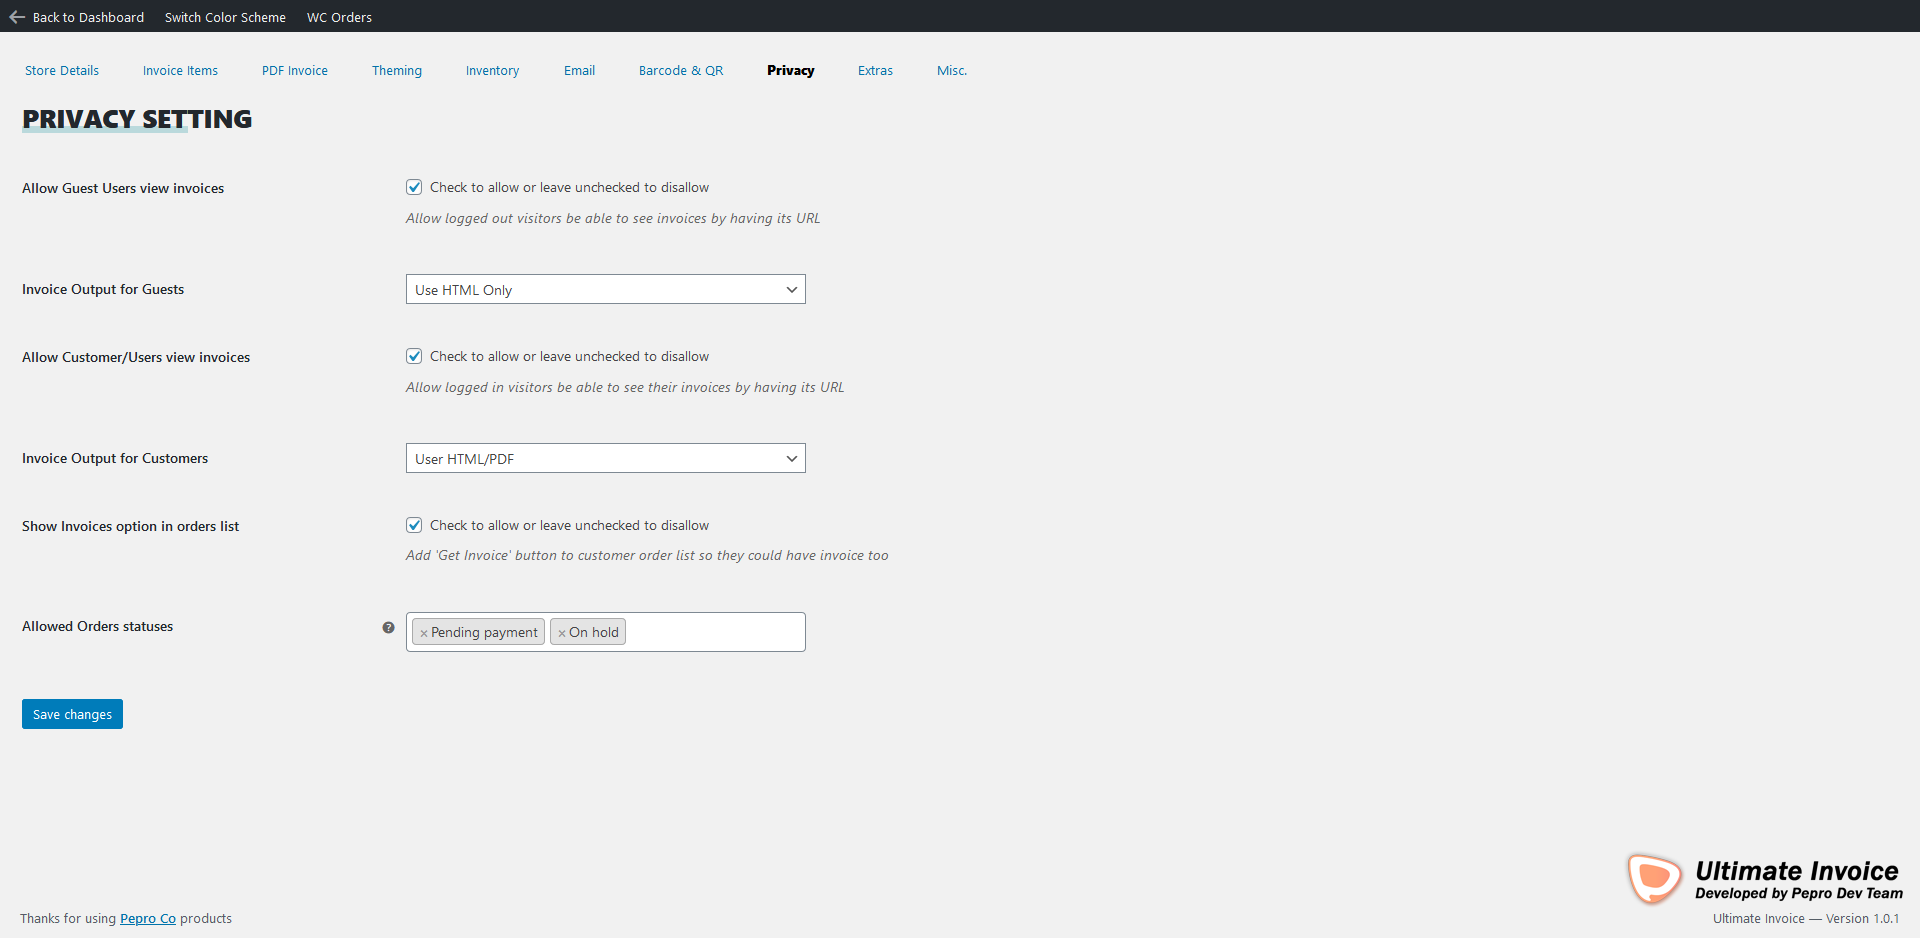 Back to Dashboard Switch Color Scheme WC Orders
Store Details Invoice Items PDF Invoice Theming Inventory Email Barcode & QR Privacy Extras Misc.
PRIVACY SETTING
Allow Guest Users view invoices Check to allow or leave unchecked to disallow
Allow logged out visitors be able to see invoices by having its URL
Invoice Output for Guests Use HTML Only
Allow Customer/Users view invoices Check to allow or leave unchecked to disallow
Allow logged in visitors be able to see their invoices by having its URL
Invoice Output for Customers User HTML/PDF
Show Invoices option in orders list Check to allow or leave unchecked to disallow
Add 'Get Invoice' button to customer order list so they could have invoice too
Allowed Orders statuses ? × Pending payment × On hold
Save changes
Ultimate Invoice
Developed by Pepro Dev Team
Thanks for using Pepro Co products Ultimate Invoice — Version 1.0.1